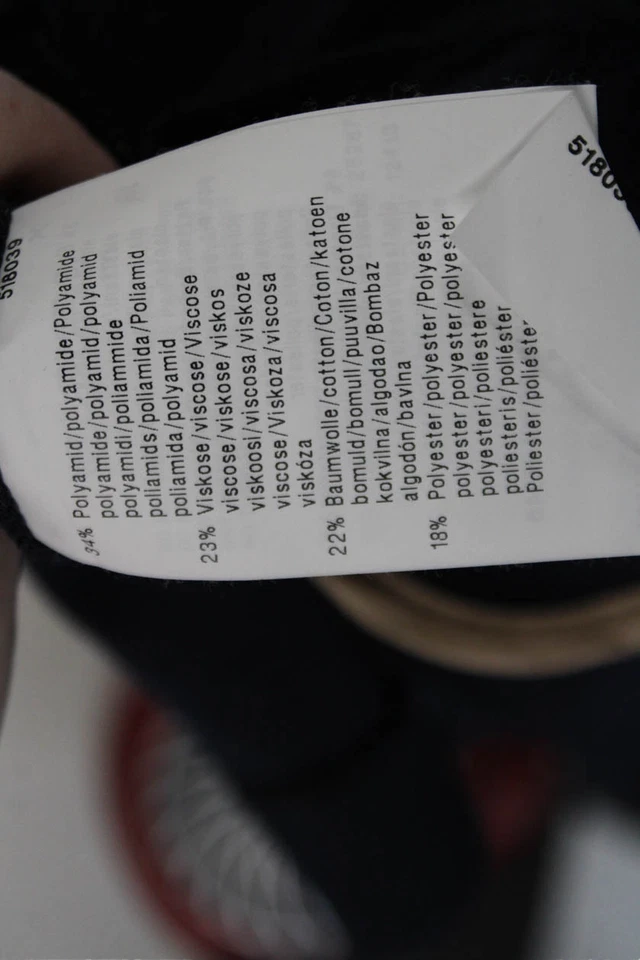 518039
34% Polyamid/polyamide/Polyamide
polyamide/polyamid/polyamid
polyamidi/poliammide
poliamids/poliamida/Poliamid
poliamida/polyamid
23% Viskose/viscose/Viscose
viscose/viskose/viskos
viskoosi/viscosa/viskoze
viscose/Viskoza/viscosa
viskóza
22% Baumwolle/cotton/Coton/katoen
bomuld/bomull/puuvilla/cotone
kokvilna/algodao/Bombaz
algodón/bavlna
18% Polyester/polyester/Polyester
polyester/polyester/polyester
polyesteri/poliestere
poliesteris/poliéster
Poliester/poliéster
51803